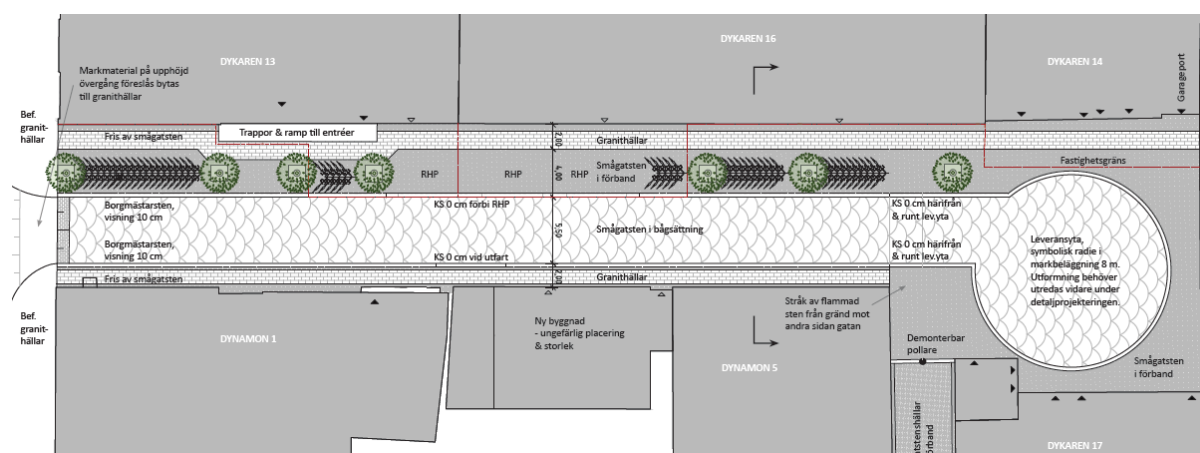 DYKAREN 13
DYKAREN 16
DYKAREN 14
Garageport
Markmaterial på upphöjd
övergång föreslås bytas
till granithällar
Bef.
granit-
hällar
Fris av smågatsten
Trappor & ramp till entréer
2,00
Granithällar
Fastighetsgräns
RHP
RHP
RHP
4,00
Smågatsten
i förband
Borgmästarsten,
visning 10 cm
KS 0 cm förbi RHP
5,50
Smågatsten i bågsättning
KS 0 cm härifrån
& runt lev.yta
Borgmästarsten,
visning 10 cm
KS 0 cm vid utfart
KS 0 cm härifrån
& runt lev.yta
Leveransyta,
symbolisk radie i
markbeläggning 8 m.
Utformning behöver
utredas vidare under
detaljprojekteringen.
Fris av smågatsten
2,00
Granithällar
Bef.
granit-
hällar
Stråk av flammad
sten från gränd mot
andra sidan gatan
Ny byggnad
- ungefärlig placering
& storlek
DYNAMON 1
DYNAMON 5
Demonterbar
pollare
Smågatsten
i förband
otstenshällar
förband
DYKAREN 17